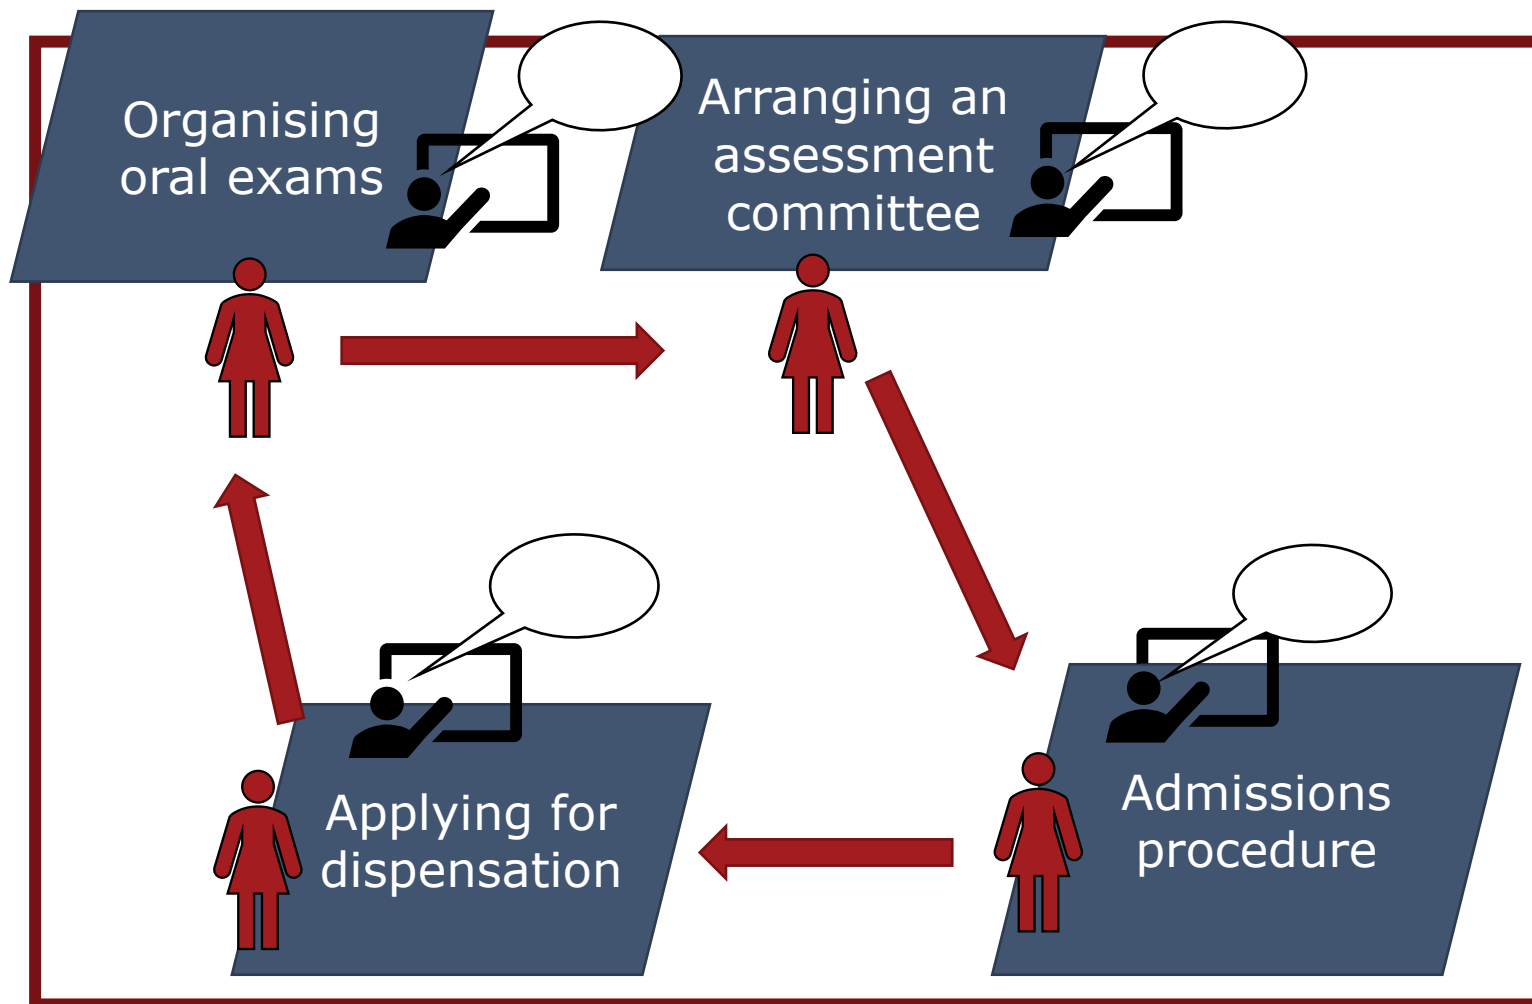 Organising
oral exams
Arranging an
assessment
committee
Applying for
dispensation
Admissions
procedure